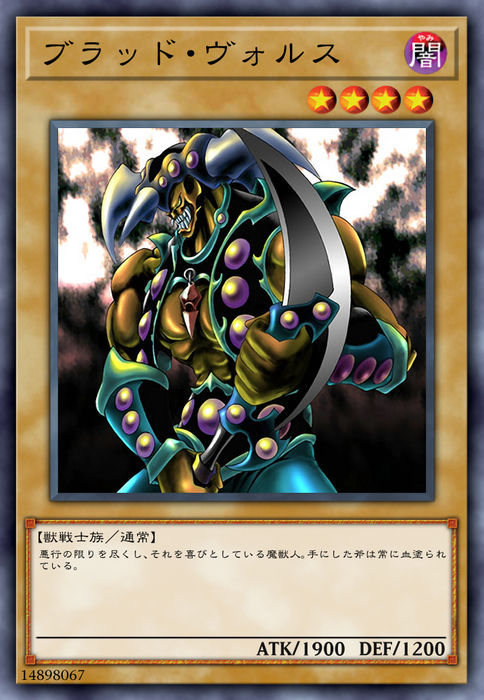 ブラッド・ヴォルス
やみ
闇
【獣戦士族／通常】
悪行の限りを尽くし、それを喜びとしている魔獣人。手にした斧は常に血塗られ
ている。
ATK/1900 DEF/1200
14898067